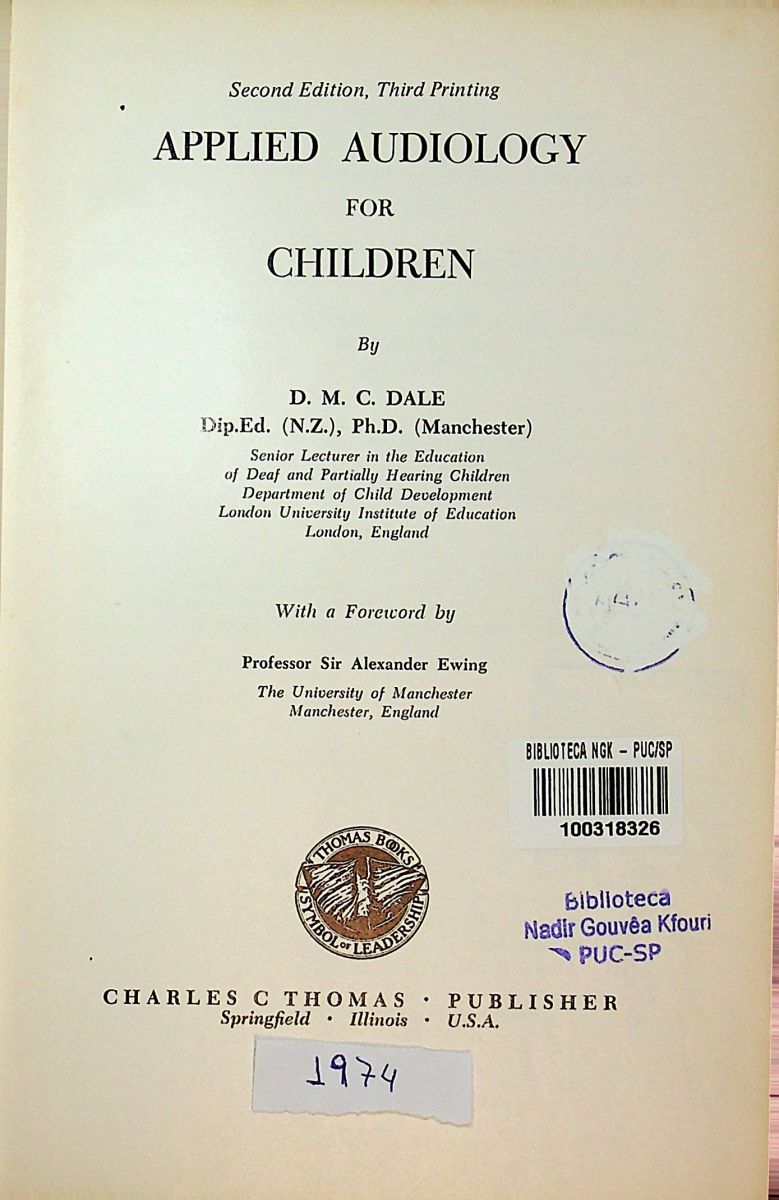 Second Edition, Third Printing
APPLIED AUDIOLOGY
FOR
CHILDREN
By
D. M. C. DALE
Dip.Ed. (N.Z.), Ph.D. (Manchester)
Senior Lecturer in the Education
of Deaf and Partially Hearing Children
Department of Child Development
London University Institute of Education
London, England
With a Foreword by
Professor Sir Alexander Ewing
The University of Manchester
Manchester, England
BIBLIOTECA NGK – PUC/SP
100318326
THOMAS BOOKS
SYMBOL OF LEADERSHIP
Biblioteca
Nadir Gouvêa Kfouri
PUC-SP
CHARLES C THOMAS • PUBLISHER
Springfield • Illinois • U.S.A.
1974